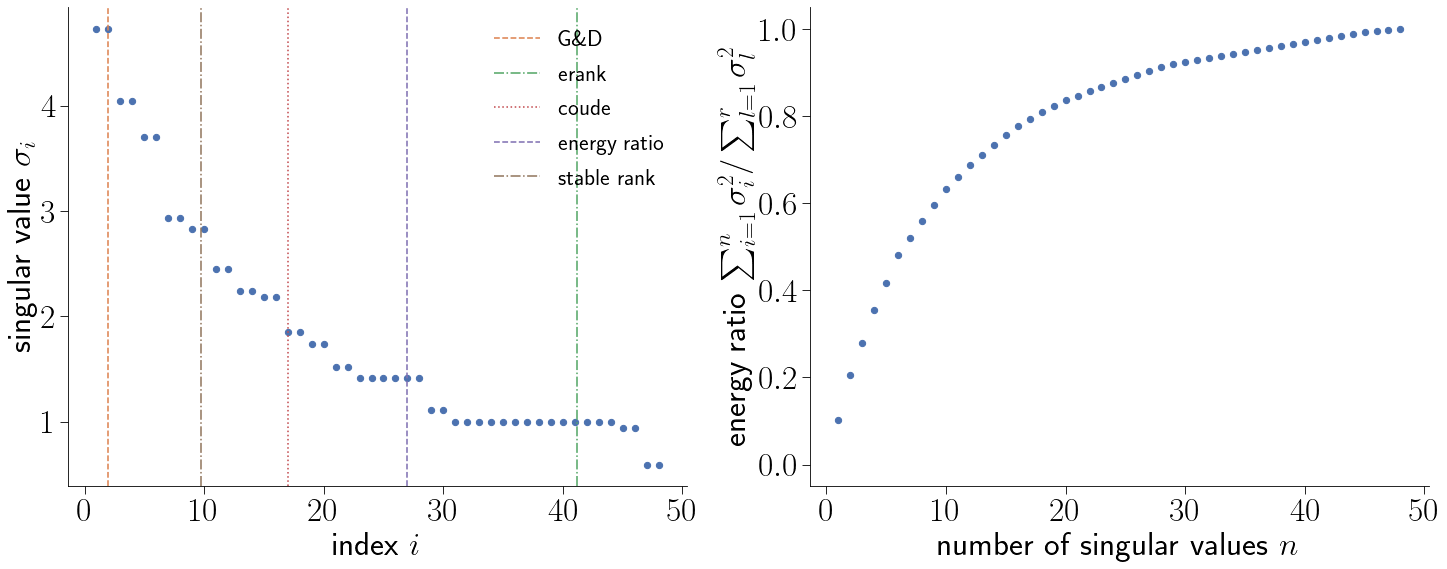 singular value σ_i
4
3
2
1
0 10 20 30 40 50
index i
G&D
erank
coude
energy ratio
stable rank
energy ratio ∑_{i=1}^{n} σ_i^2 / ∑_{l=1}^{r} σ_l^2
1.0
0.8
0.6
0.4
0.2
0.0
0 10 20 30 40 50
number of singular values n